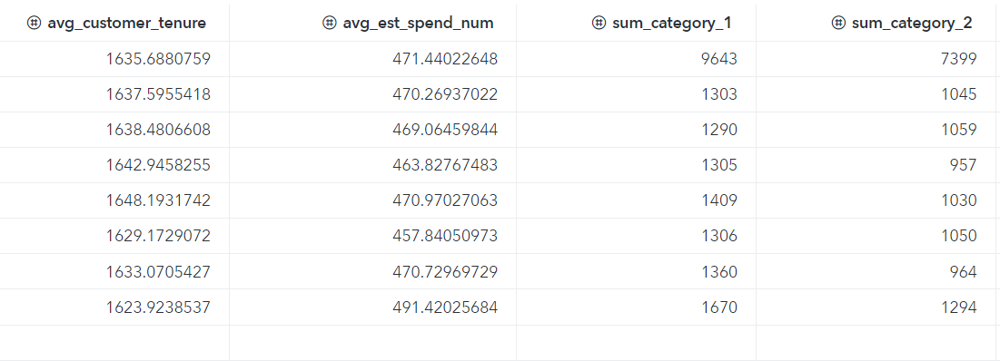 avg_customer_tenure avg_est_spend_num sum_category_1 sum_category_2
1635.6880759 471.44022648 9643 7399
1637.5955418 470.26937022 1303 1045
1638.4806608 469.06459844 1290 1059
1642.9458255 463.82767483 1305 957
1648.1931742 470.97027063 1409 1030
1629.1729072 457.84050973 1306 1050
1633.0705427 470.72969729 1360 964
1623.9238537 491.42025684 1670 1294